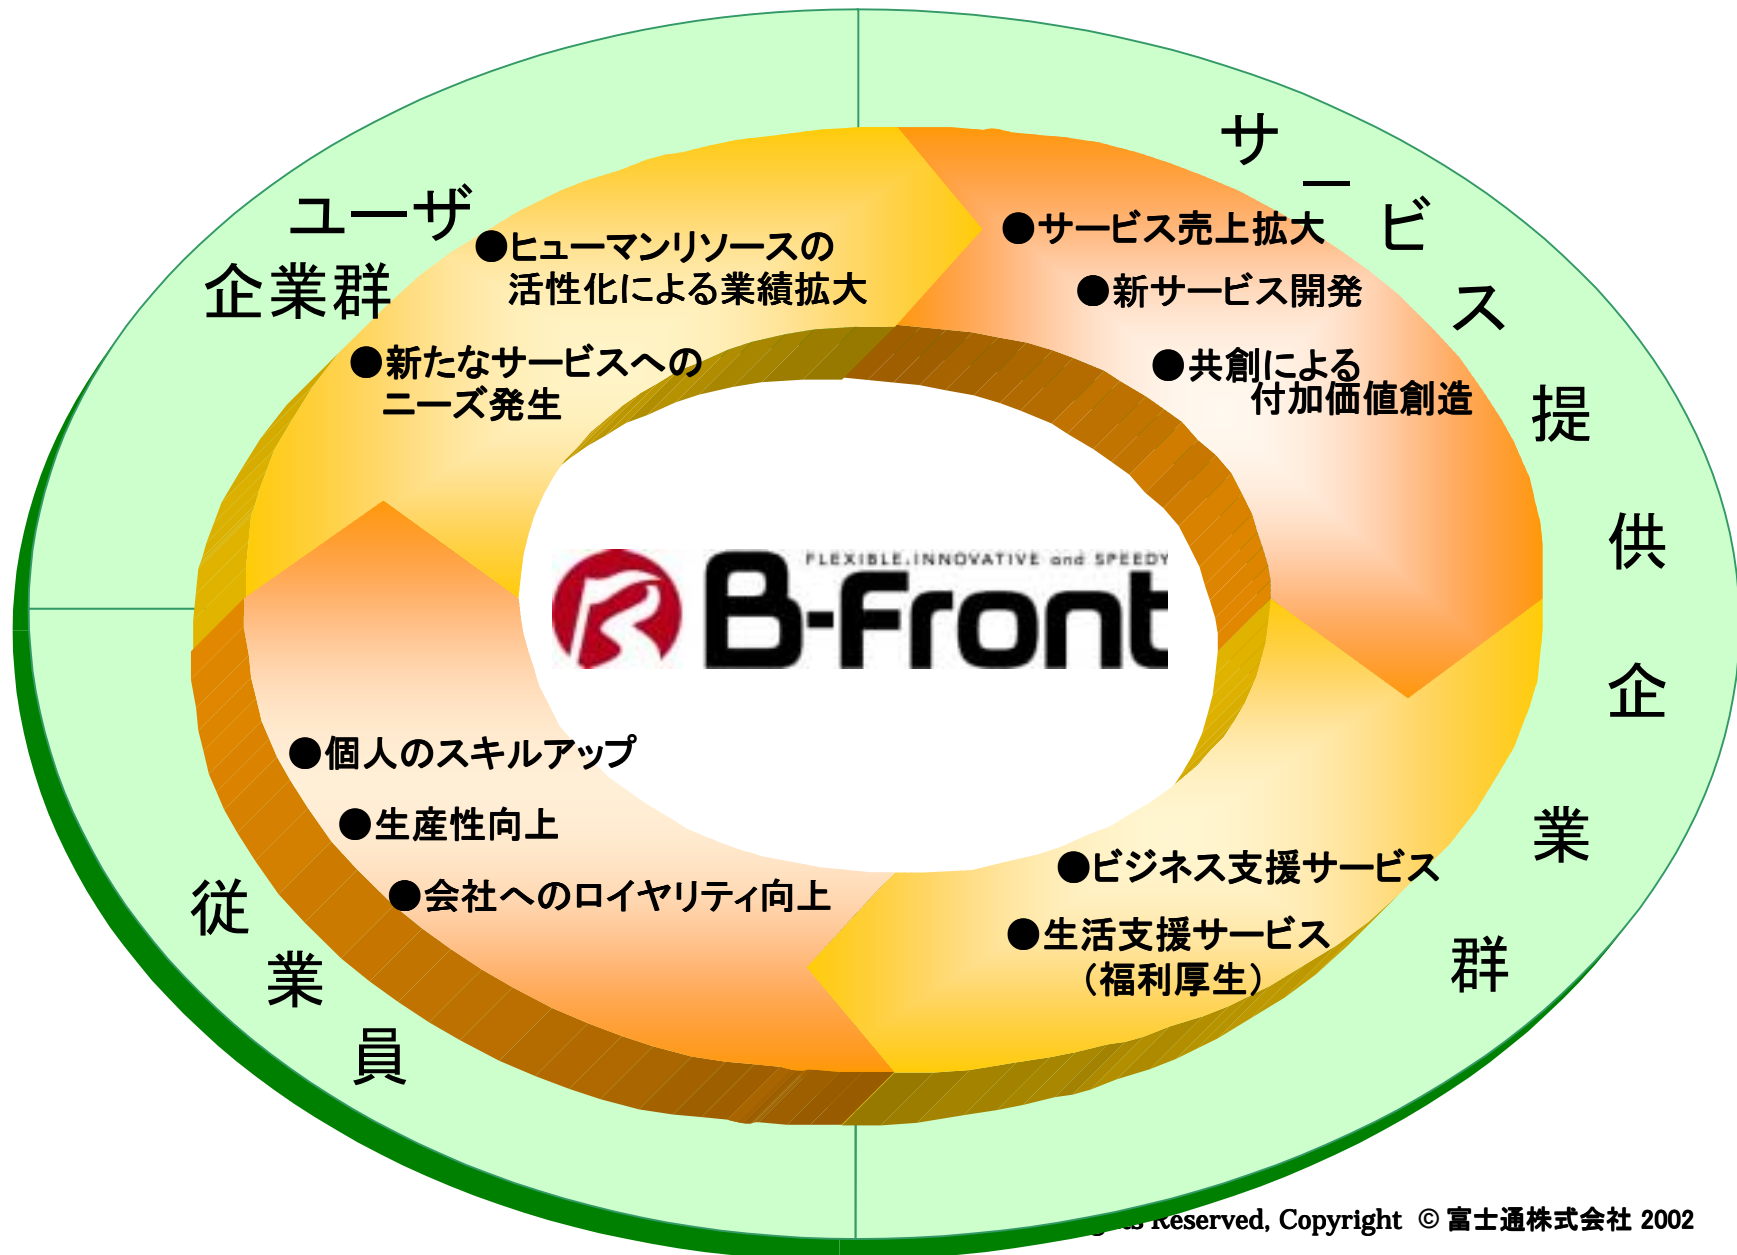 ユーザ
企業群
●ヒューマンリソースの
活性化による業績拡大
●新たなサービスへの
ニーズ発生
サービス提供企業群
●サービス売上拡大
●新サービス開発
●共創による
付加価値創造
FLEXIBLE, INNOVATIVE and SPEEDY
B-Front
●ビジネス支援サービス
●生活支援サービス
（福利厚生）
従業員
●個人のスキルアップ
●生産性向上
●会社へのロイヤリティ向上
Reserved, Copyright © 富士通株式会社 2002